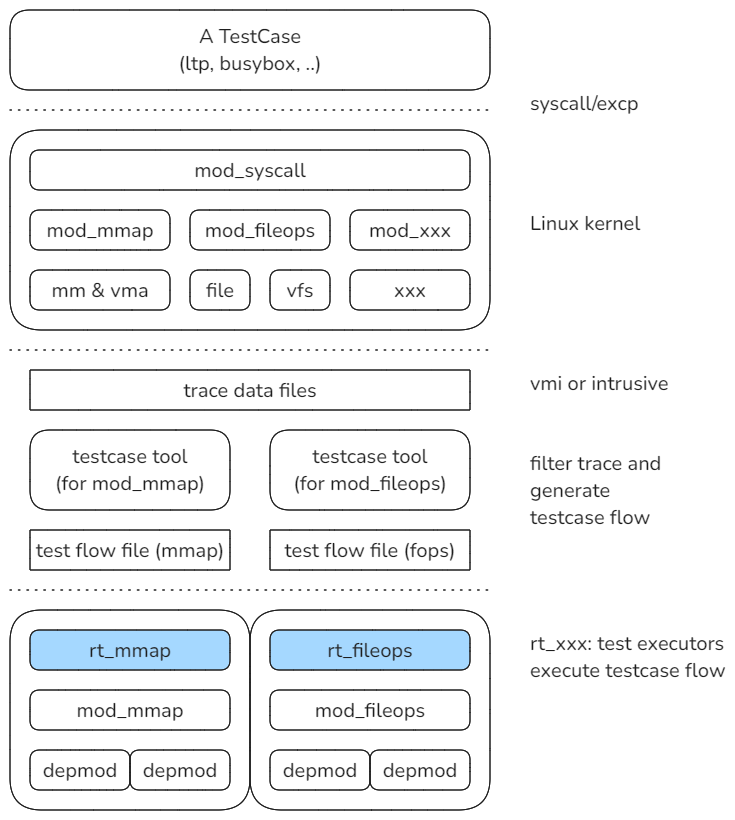 A TestCase
(ltp, busybox, ..)
syscall/excp
mod_syscall
mod_mmap
mod_fileops
mod_xxx
Linux kernel
mm & vma
file
vfs
xxx
trace data files
vmi or intrusive
testcase tool
(for mod_mmap)
testcase tool
(for mod_fileops)
filter trace and
generate
testcase flow
test flow file (mmap)
test flow file (fops)
rt_mmap
rt_fileops
rt_xxx: test executors
execute testcase flow
mod_mmap
mod_fileops
depmod
depmod
depmod
depmod